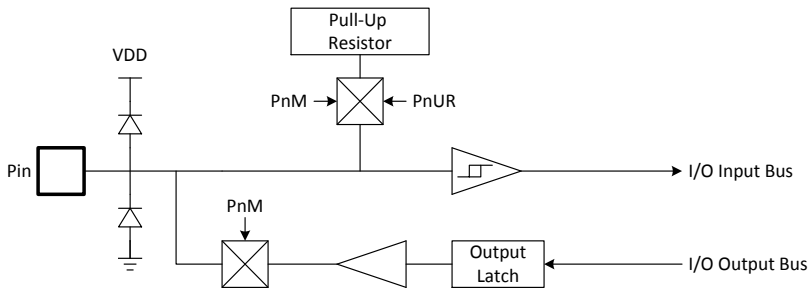 Pull-Up
Resistor
VDD
PnM
PnUR
Pin
I/O Input Bus
PnM
Output
Latch
I/O Output Bus